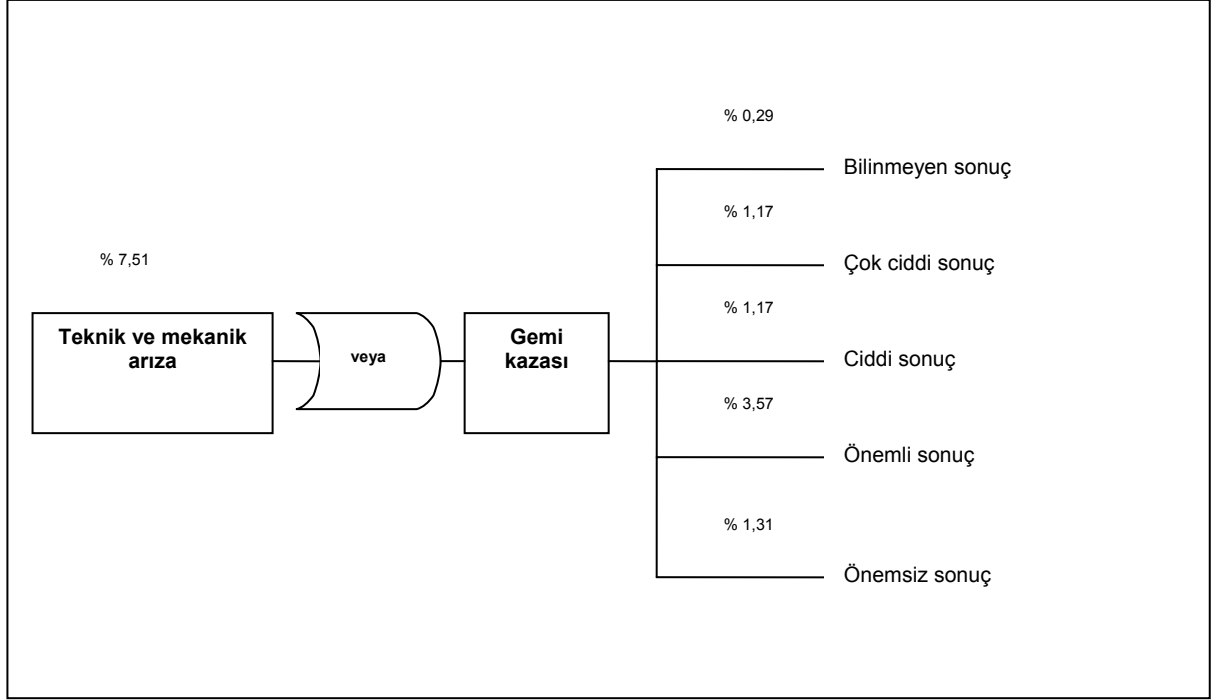 % 0,29
Bilinmeyen sonuç
% 1,17
Çok ciddi sonuç
% 7,51
% 1,17
Teknik ve mekanik
arıza
veya
Gemi
kazası
Ciddi sonuç
% 3,57
Önemli sonuç
% 1,31
Önemsiz sonuç